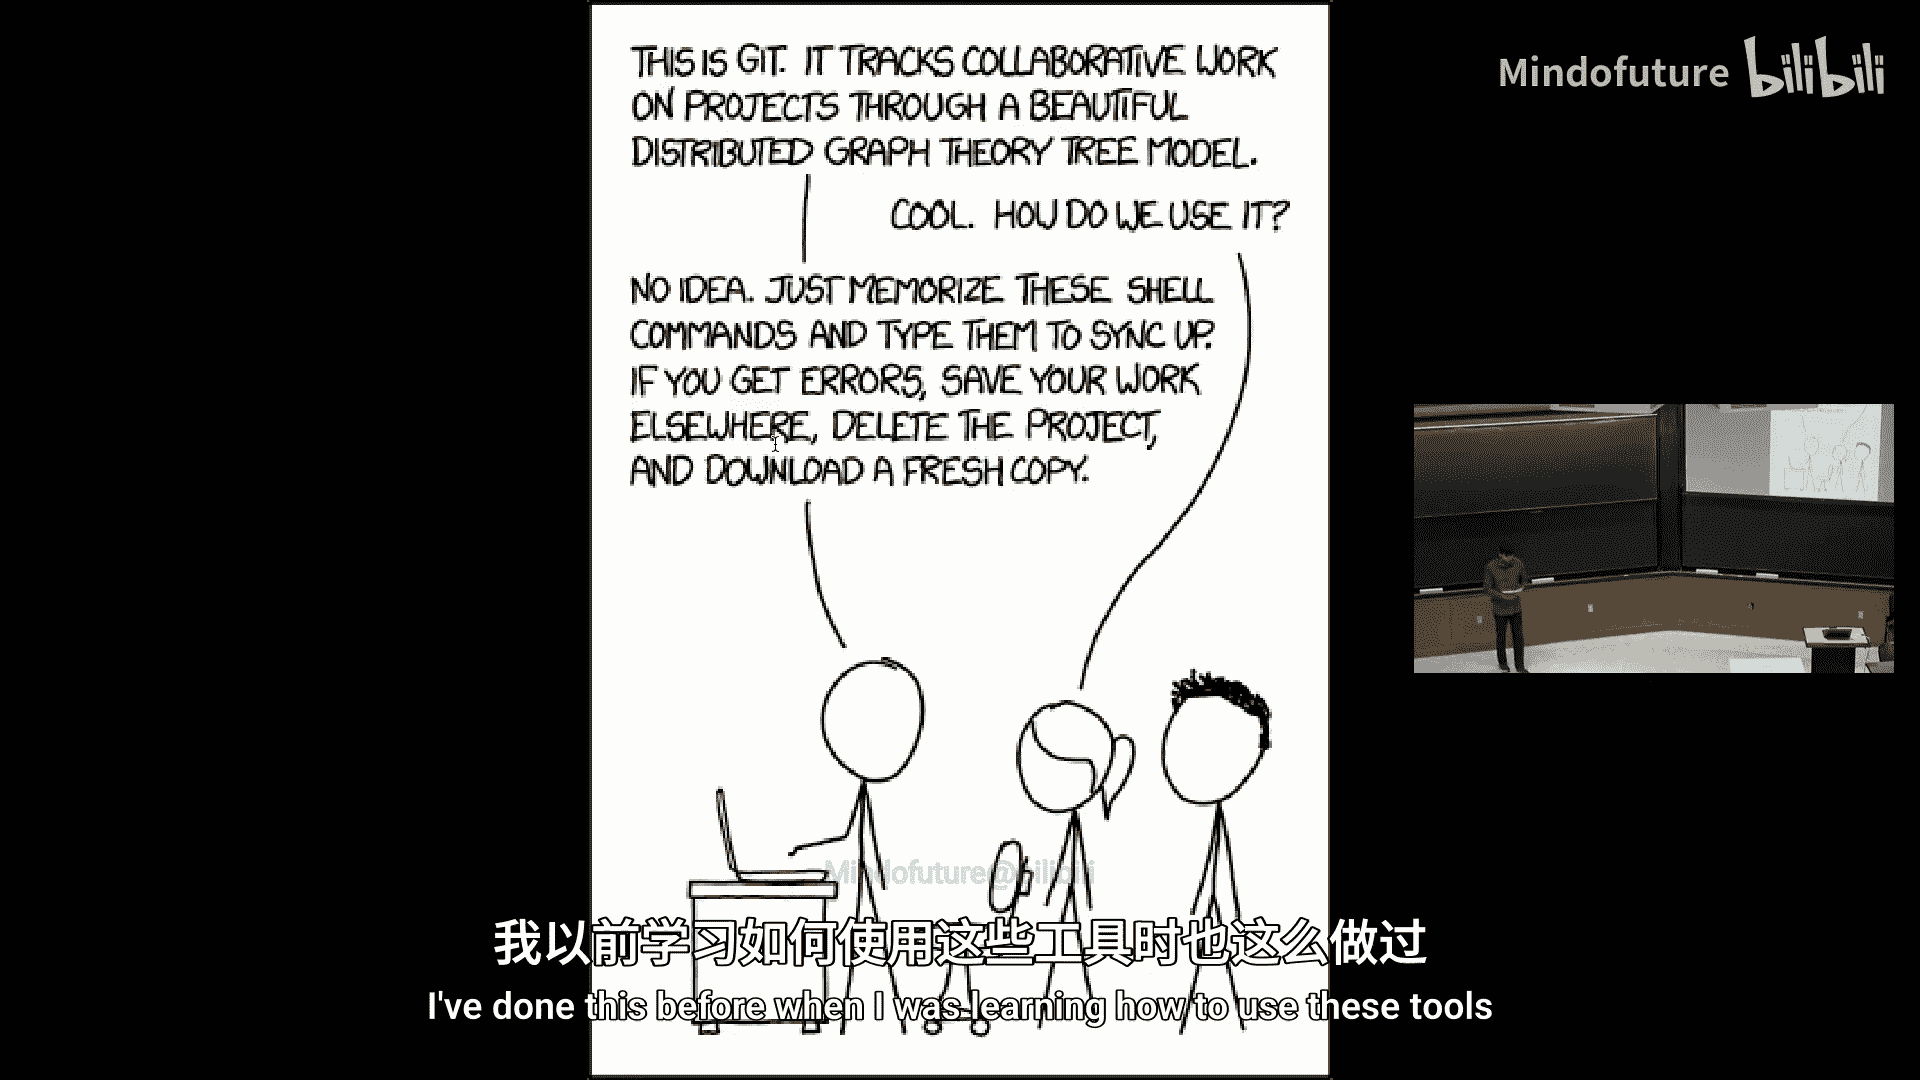 THIS IS GIT. IT TRACKS COLLABORATIVE WORK
ON PROJECTS THROUGH A BEAUTIFUL
DISTRIBUTED GRAPH THEORY TREE MODEL.
COOL. HOW DO WE USE IT?
NO IDEA. JUST MEMORIZE THESE SHELL
COMMANDS AND TYPE THEM TO SYNC UP.
IF YOU GET ERRORS, SAVE YOUR WORK
ELSEWHERE, DELETE THE PROJECT,
AND DOWNLOAD A FRESH COPY.
Mindofuture bilibili
Mindofuture@bilibili
我以前学习如何使用这些工具时也这么做过
I've done this before when I was learning how to use these tools